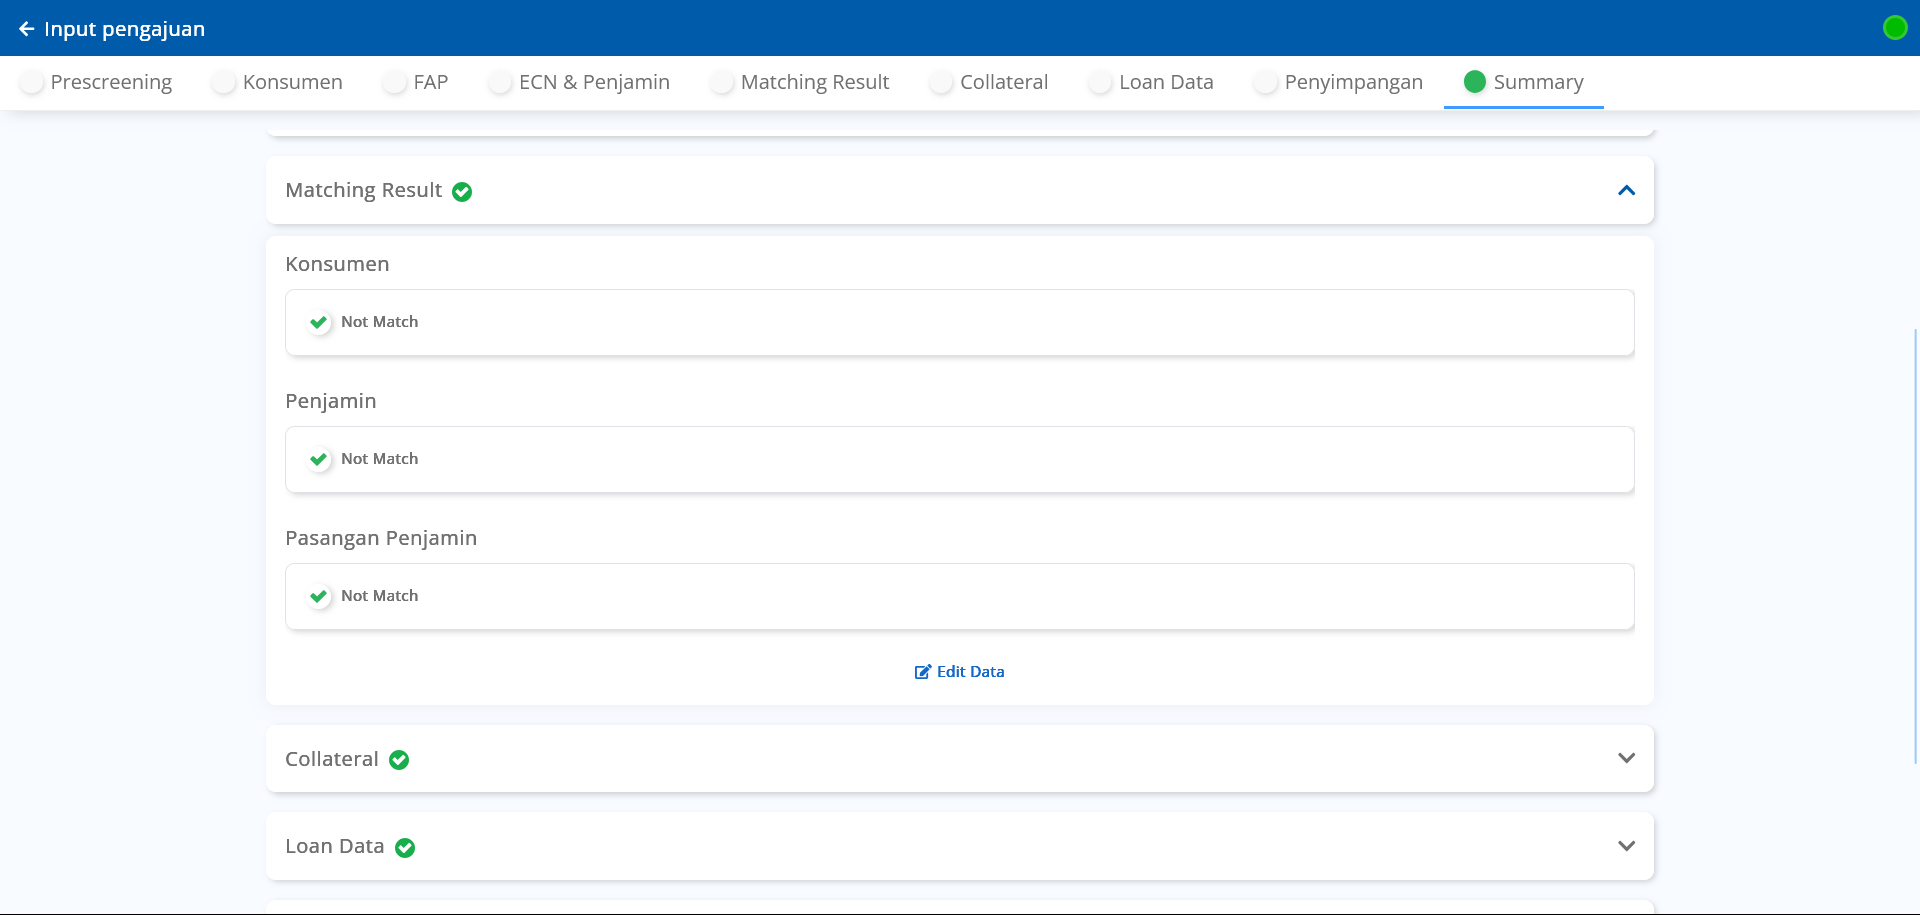 Input pengajuan
Prescreening Konsumen FAP ECN & Penjamin Matching Result Collateral Loan Data Penyimpangan Summary
Matching Result
Konsumen
Not Match
Penjamin
Not Match
Pasangan Penjamin
Not Match
Edit Data
Collateral
Loan Data